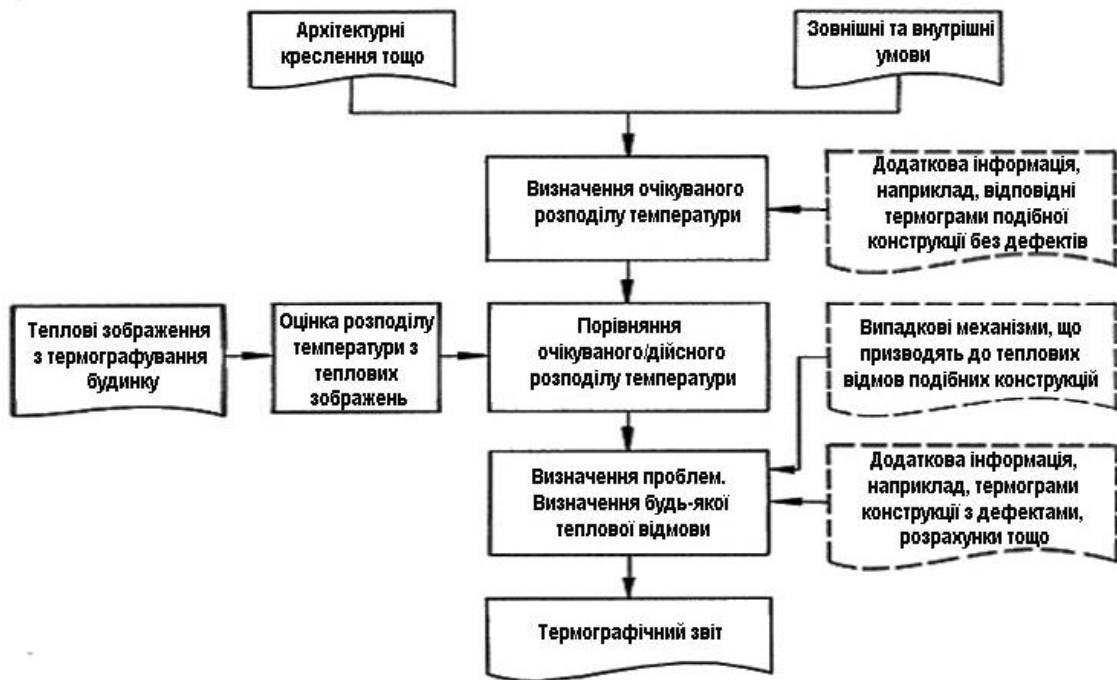 Архітектурні
креслення тощо
Зовнішні та внутрішні
умови
Визначення очікуваного
розподілу температури
Додаткова інформація,
наприклад, відповідні
термограми подібної
конструкції без дефектів
Теплові зображення
з термографування
будинку
Оцінка розподілу
температури з
теплових
зображень
Порівняння
очікуваного/дійсного
розподілу температури
Випадкові механізми, що
призводять до теплових
відмов подібних конструкцій
Визначення проблем.
Визначення будь-якої
теплової відмови
Додаткова інформація,
наприклад, термограми
конструкції з дефектами,
розрахунки тощо
Термографічний звіт